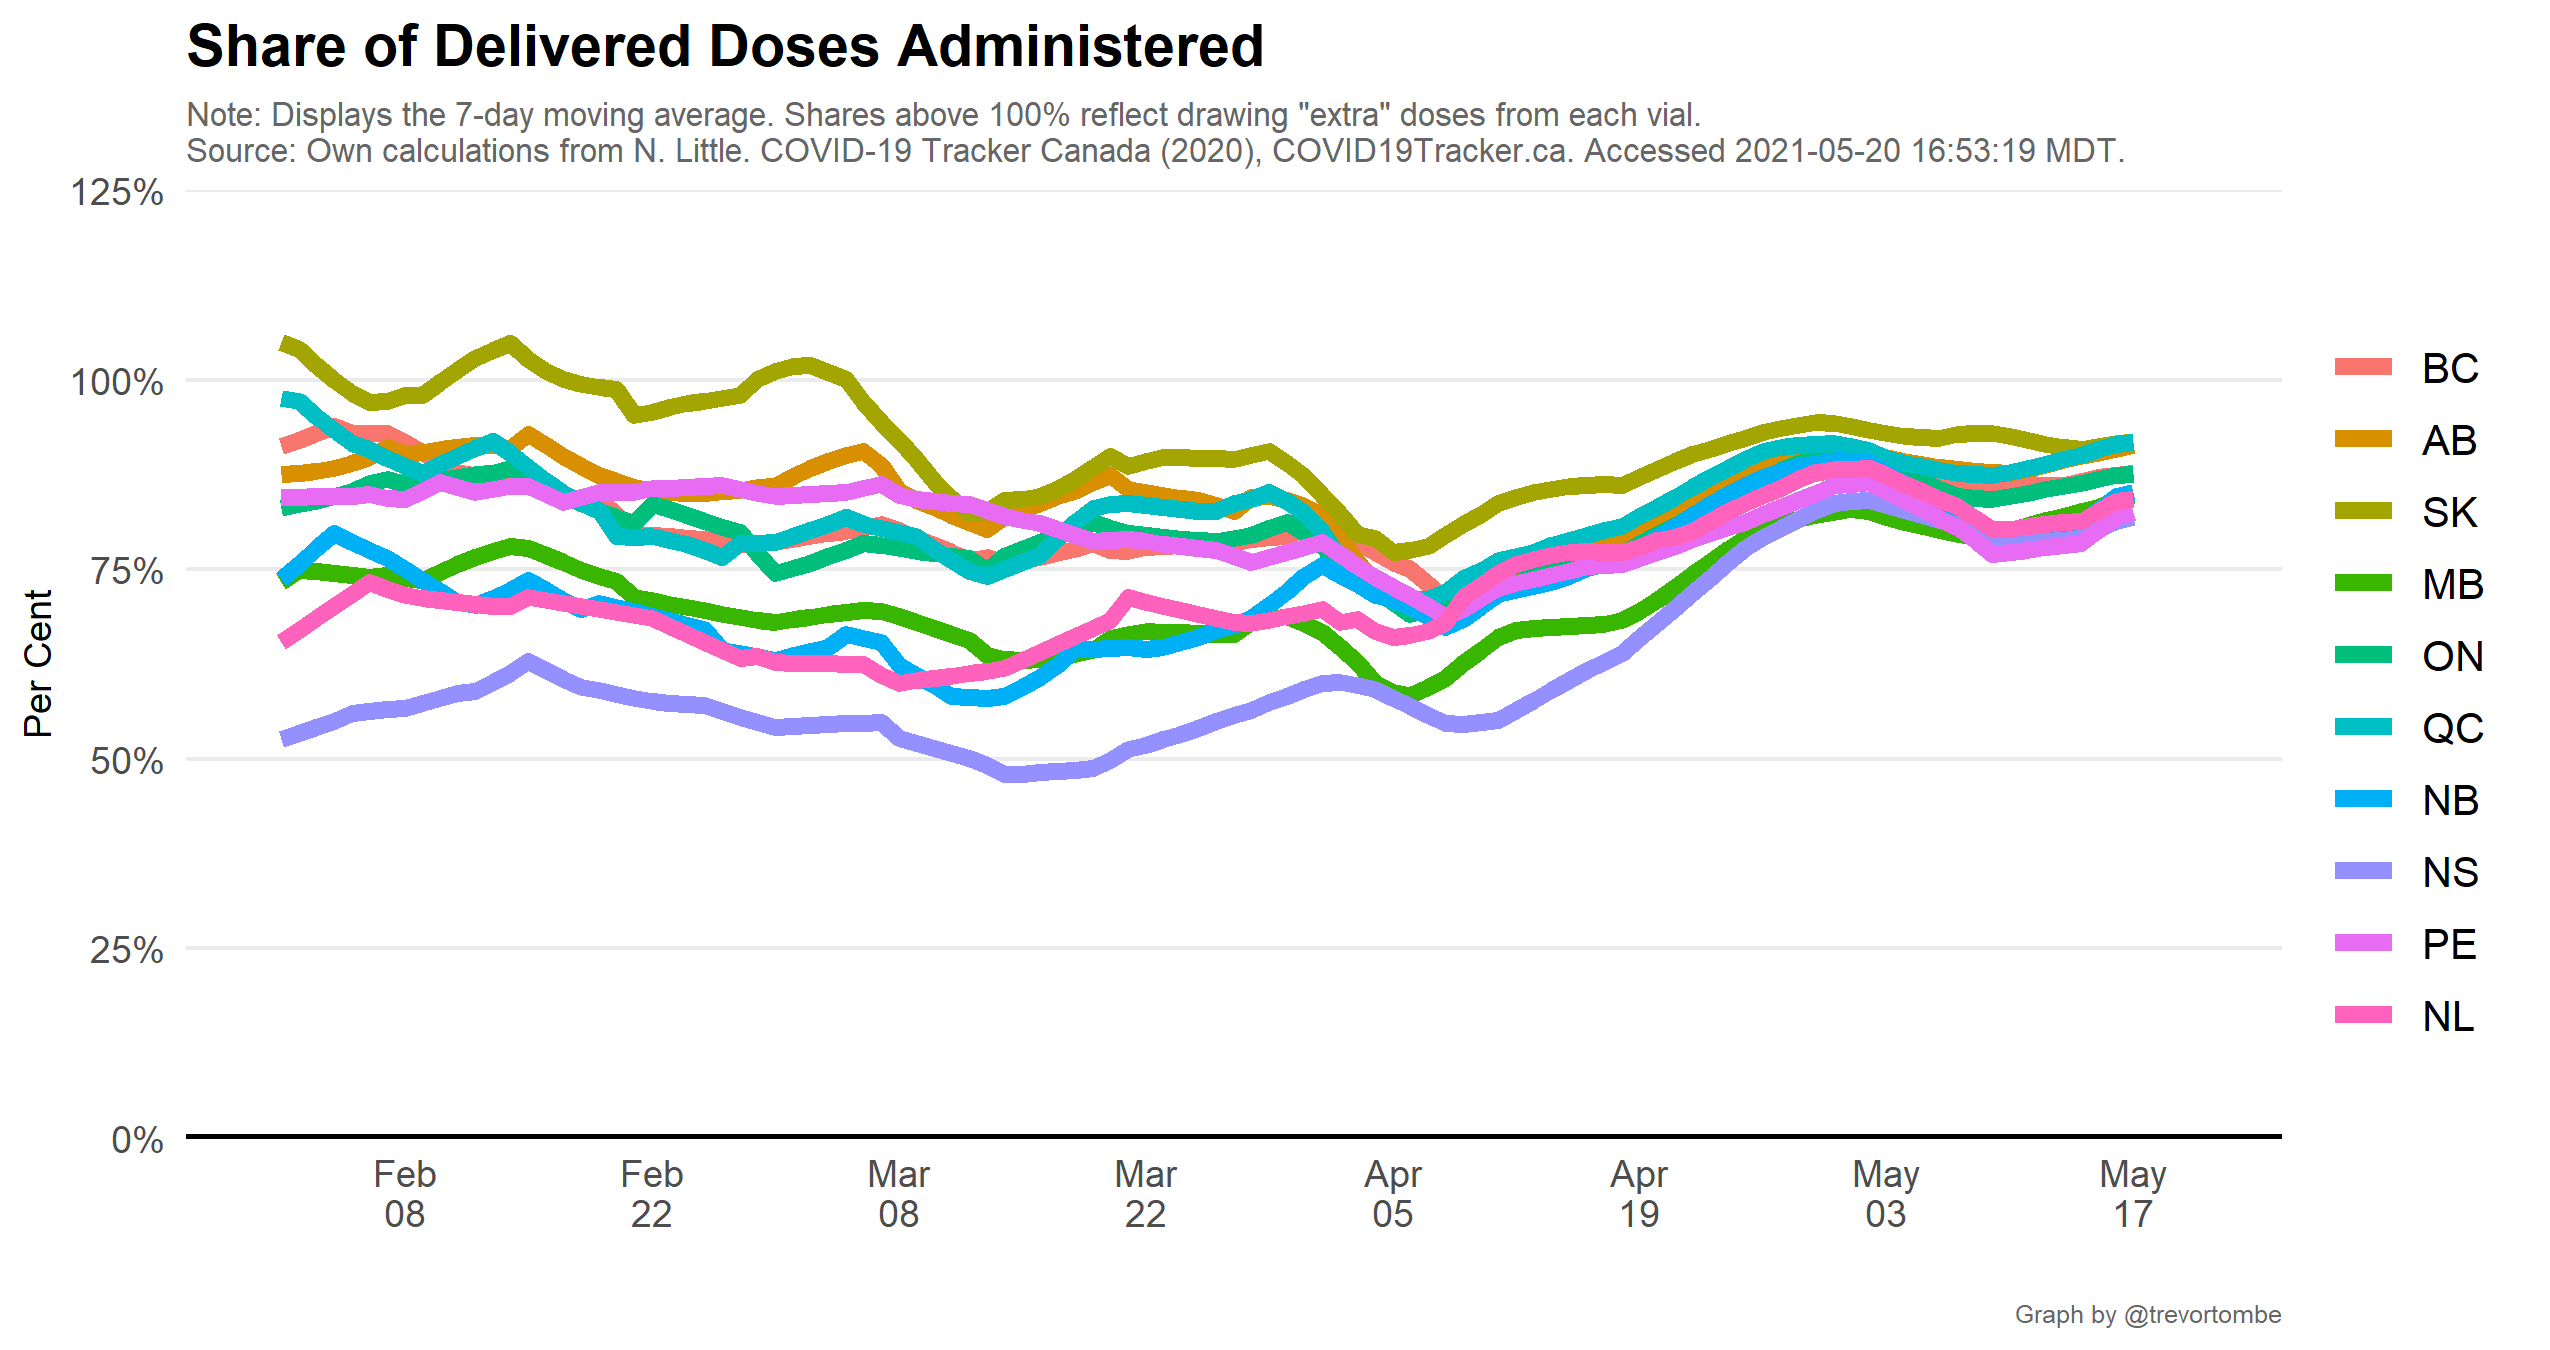 Share of Delivered Doses Administered
Note: Displays the 7-day moving average. Shares above 100% reflect drawing "extra" doses from each vial.
Source: Own calculations from N. Little. COVID-19 Tracker Canada (2020), COVID19Tracker.ca. Accessed 2021-05-20 16:53:19 MDT.
125%
100%
75%
50%
25%
0%
Per Cent
Feb
08
Feb
22
Mar
08
Mar
22
Apr
05
Apr
19
May
03
May
17
BC
AB
SK
MB
ON
QC
NB
NS
PE
NL
Graph by @trevortombe